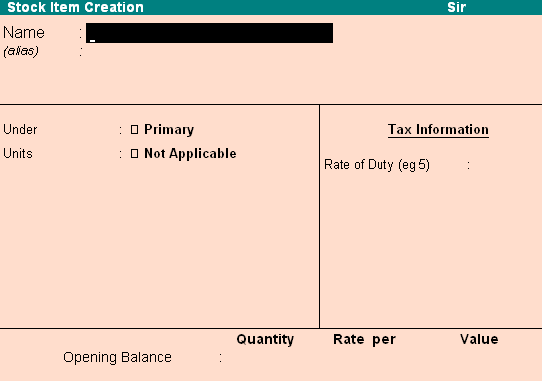 Stock Item Creation Sir
Name :
(alias) :
Under : Primary
Units : Not Applicable
Tax Information
Rate of Duty (eg 5) :
Quantity Rate per Value
Opening Balance :